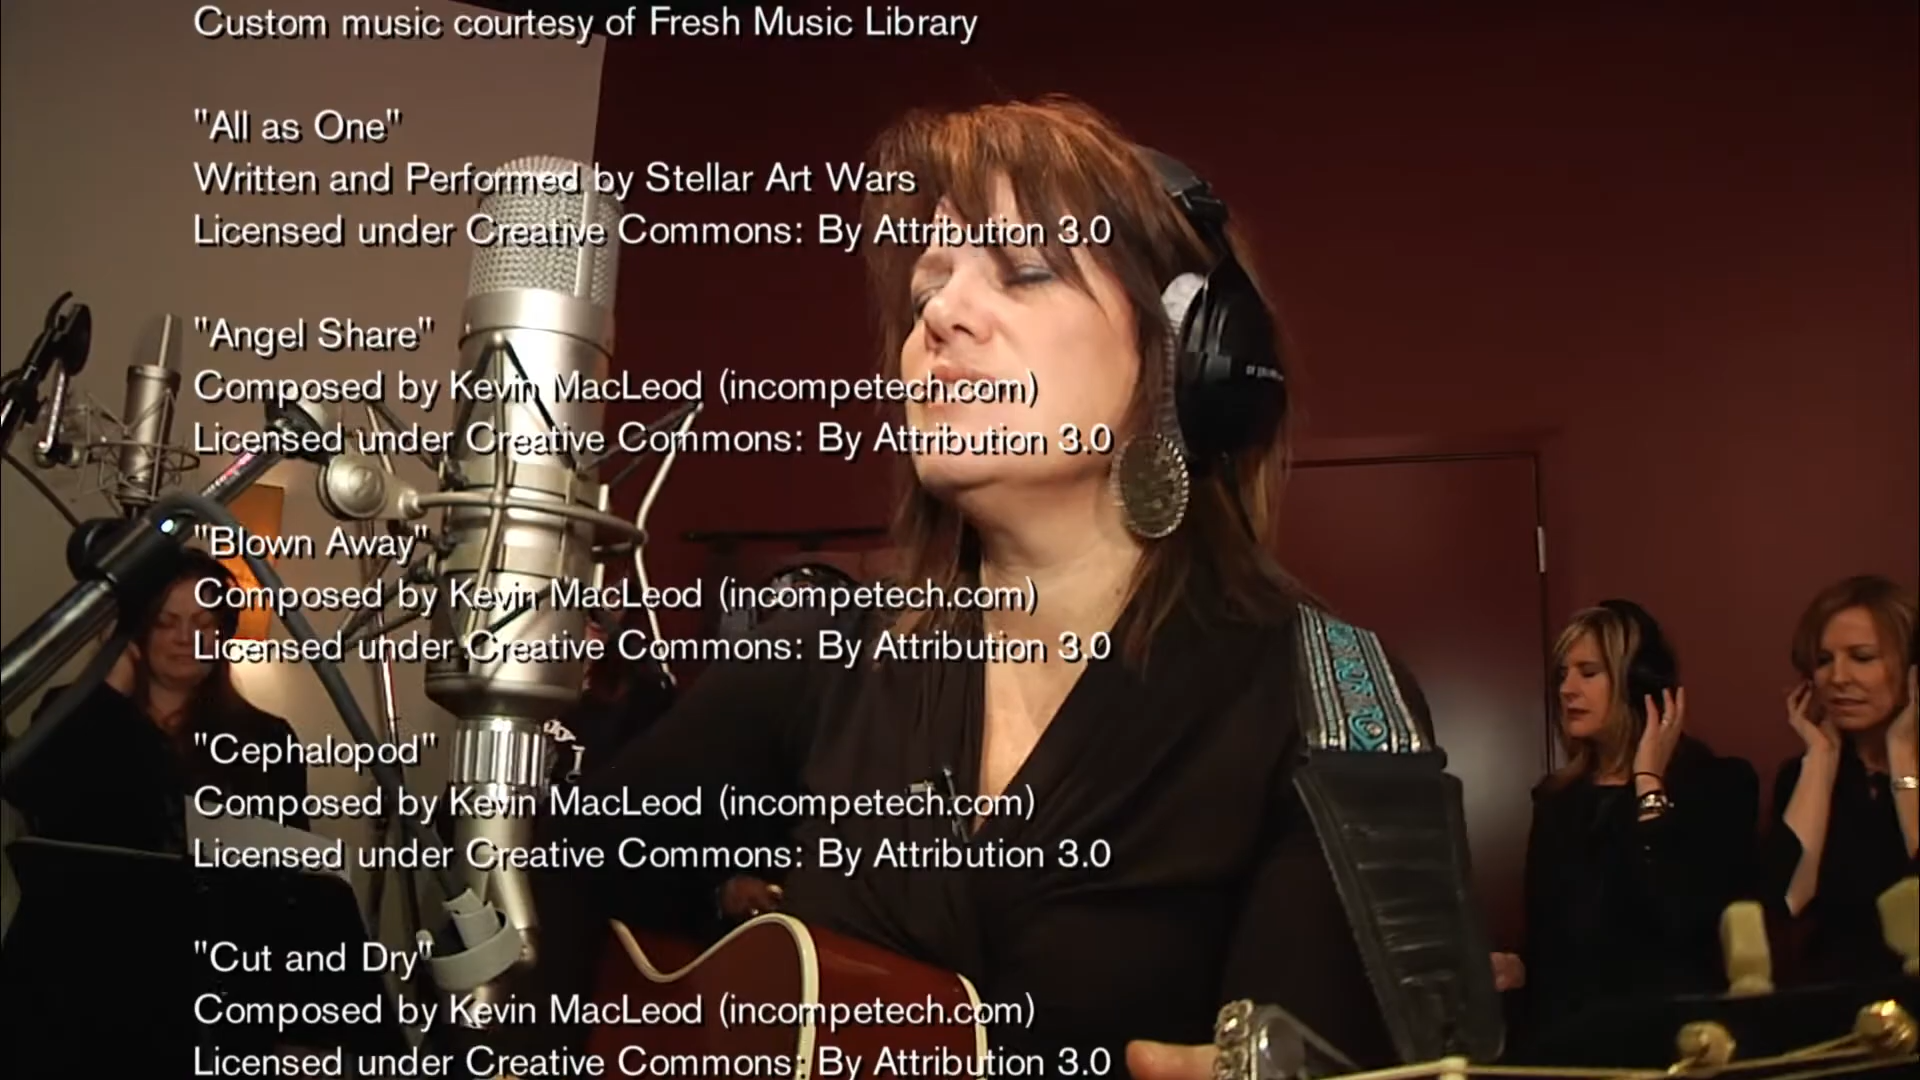 Custom music courtesy of Fresh Music Library
"All as One"
Written and Performed by Stellar Art Wars
Licensed under Creative Commons: By Attribution 3.0
"Angel Share"
Composed by Kevin MacLeod (incompetech.com)
Licensed under Creative Commons: By Attribution 3.0
"Blown Away"
Composed by Kevin MacLeod (incompetech.com)
Licensed under Creative Commons: By Attribution 3.0
"Cephalopod"
Composed by Kevin MacLeod (incompetech.com)
Licensed under Creative Commons: By Attribution 3.0
"Cut and Dry"
Composed by Kevin MacLeod (incompetech.com)
Licensed under Creative Commons: By Attribution 3.0